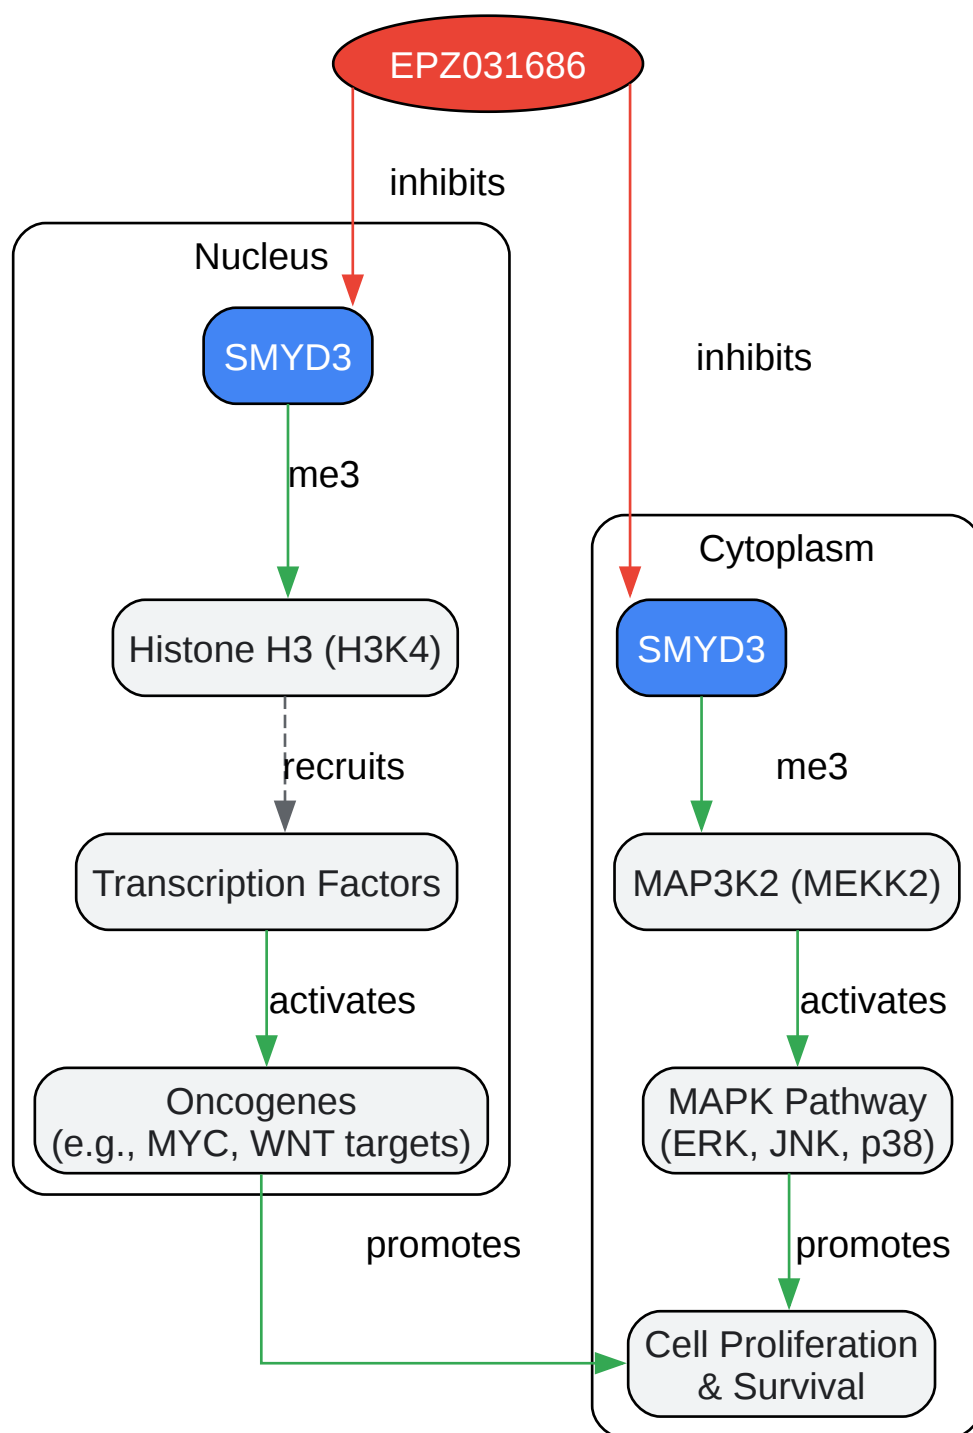 EPZ031686
inhibits
Nucleus
SMYD3
inhibits
me3
Cytoplasm
Histone H3 (H3K4)
SMYD3
recruits
me3
Transcription Factors
MAP3K2 (MEKK2)
activates
activates
Oncogenes
(e.g., MYC, WNT targets)
MAPK Pathway
(ERK, JNK, p38)
promotes
promotes
Cell Proliferation
& Survival